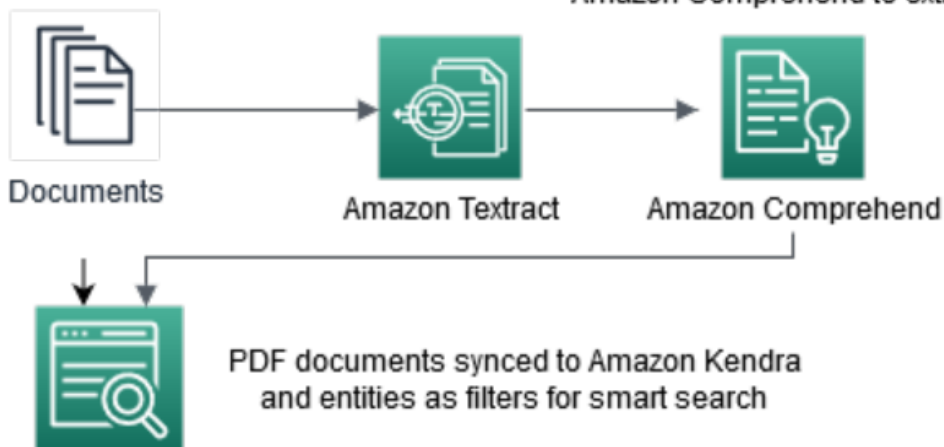 Amazon Comprehend to
Documents
Amazon Textract
Amazon Comprehend
PDF documents synced to Amazon Kendra
and entities as filters for smart search